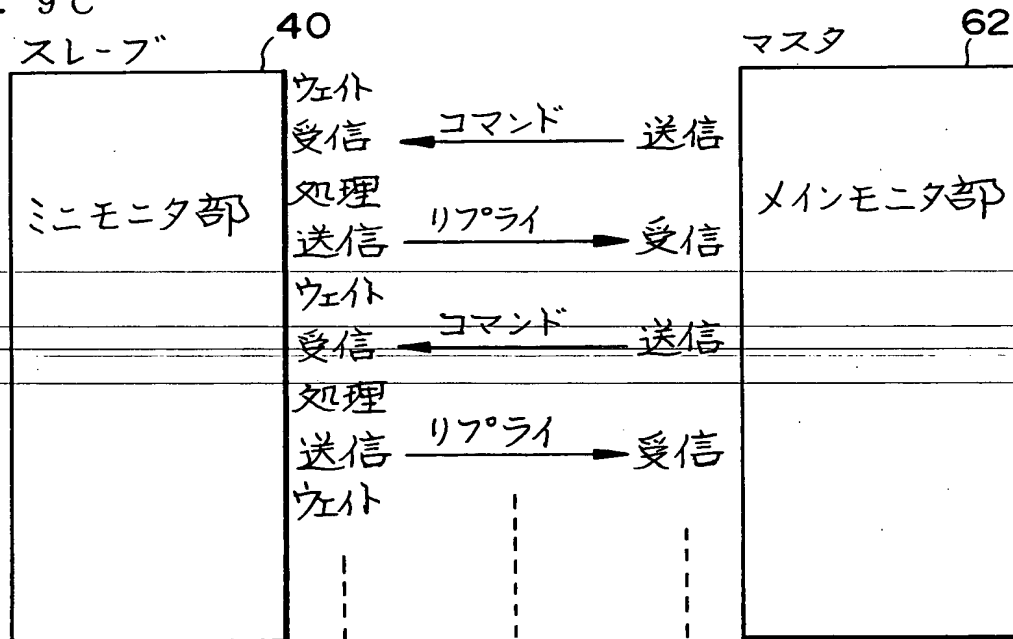 9C
40
62
スレーブ
マスタ
ウェイト
受信
コマンド
送信
処理
ミニモニタ部
メインモニタ部
送信
リプライ
受信
ウェイト
受信
コマンド
送信
処理
送信
リプライ
受信
ウェイト